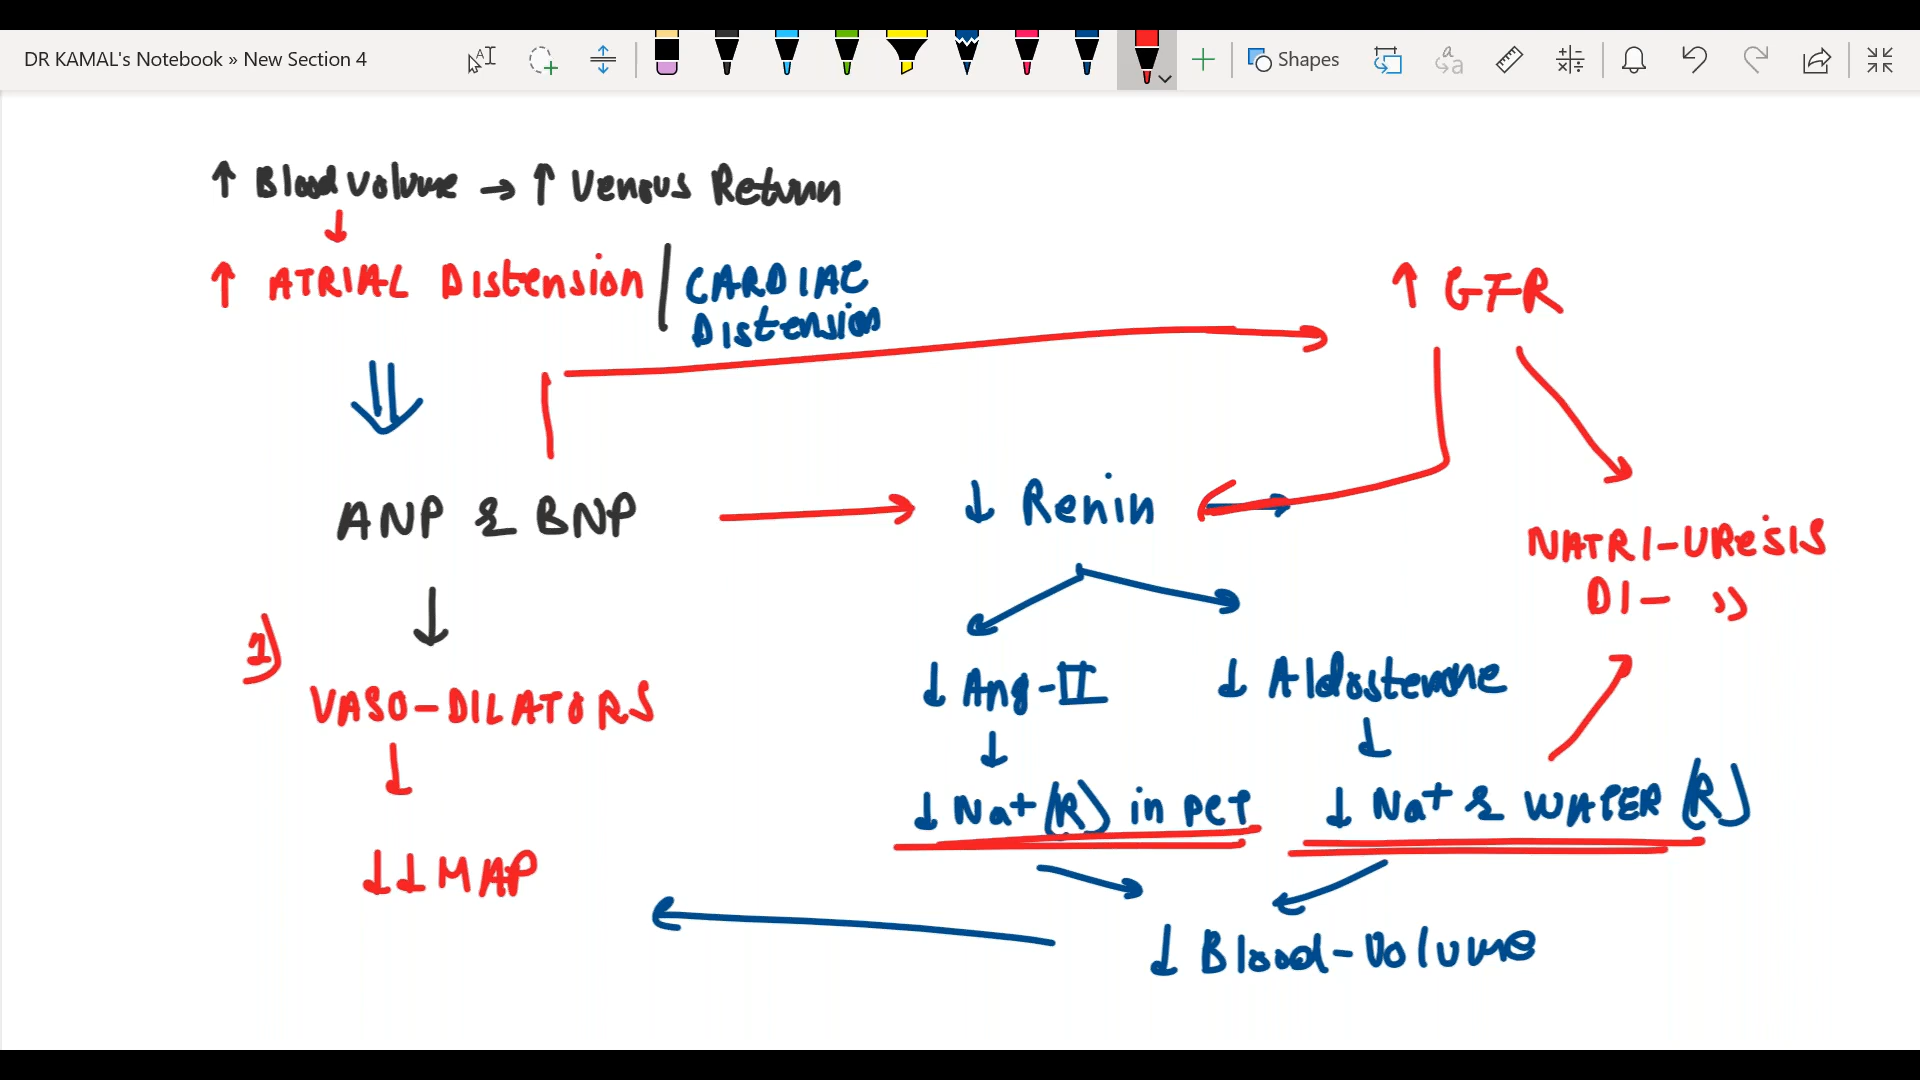 DR KAMAL's Notebook » New Section 4
Shapes
↑ Blood volume → ↑ Venous Return
↓
↑ ATRIAL Distension / CARDIAC
Distension
↑ GFR
⇓
ANP & BNP → ↓ Renin
NATRI-URESIS
DI- ,,
↓
1)
VASO-DILATORS
↓ Ang-II ↓ Aldosterone
↓ ↓ ↓
↓ Na+ (R) in PCT ↓ Na+ & WATER (R)
↓↓ MAP
↓ Blood-Volume